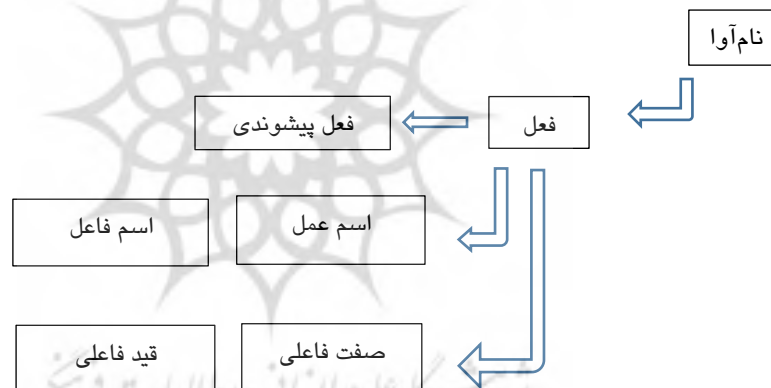 نام‌آوا
فعل
فعل پیشوندی
اسم عمل
اسم فاعل
صفت فاعلی
قید فاعلی